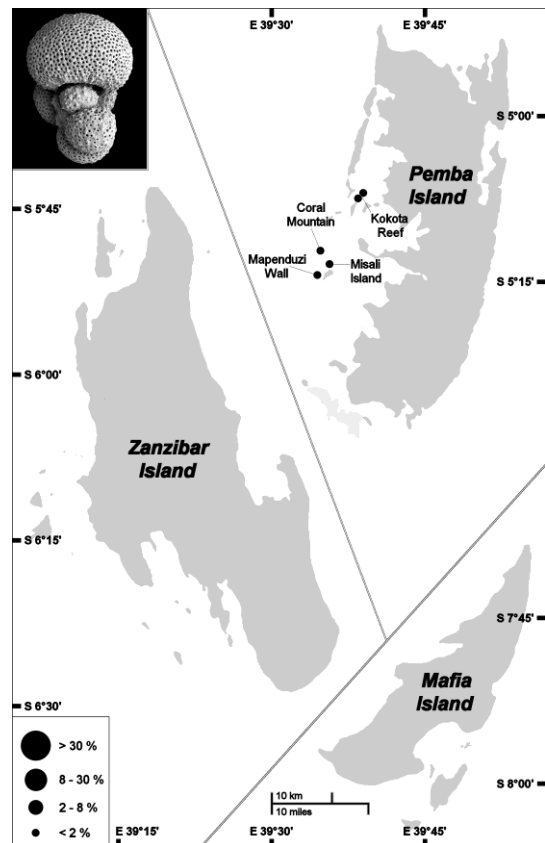 E 39°30'
E 39°45'
S 5°00'
Pemba
Island
Coral
Mountain
Kokota
Reef
S 5°45'
Mapenduzi
Wall
Misali
Island
S 5°15'
S 6°00'
Zanzibar
Island
S 6°15'
S 7°45'
Mafia
Island
S 6°30'
> 30 %
8 - 30 %
2 - 8 %
< 2 %
S 8°00'
10 km
10 miles
E 39°15'
E 39°30'
E 39°45'